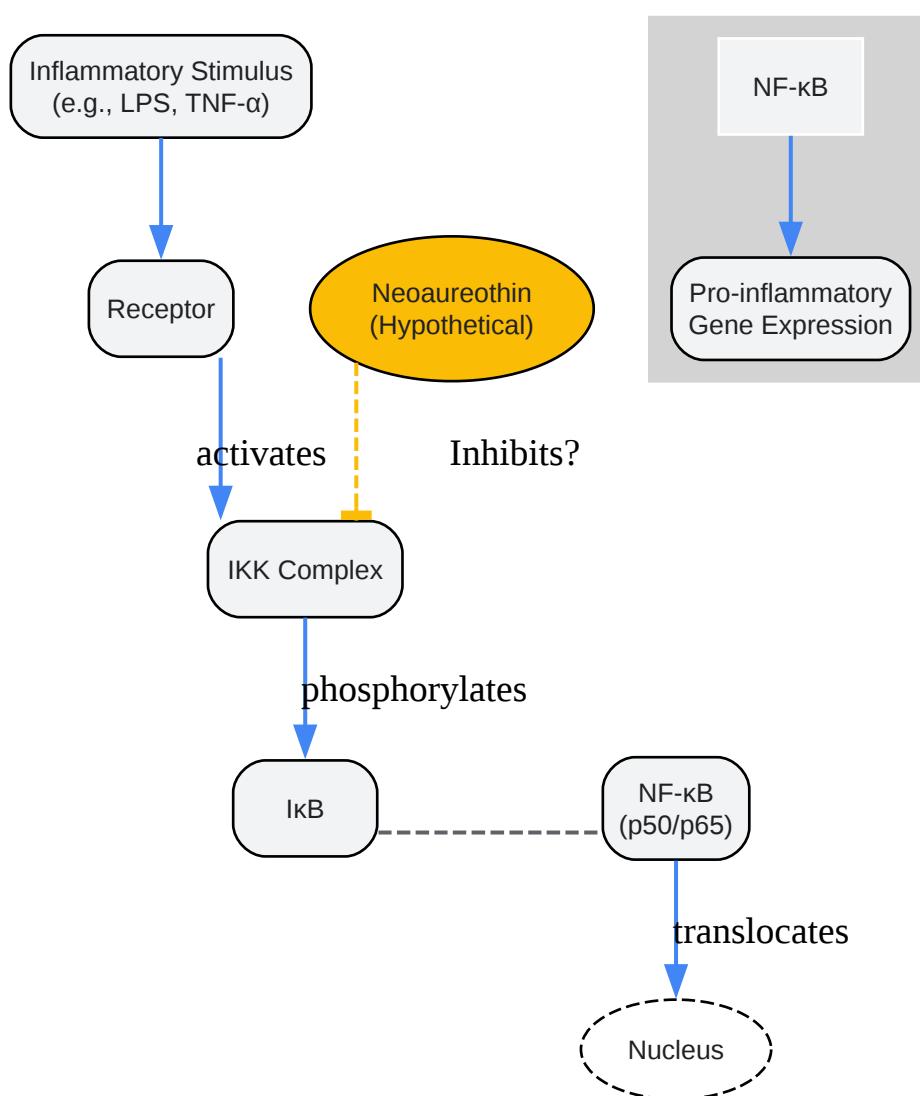 Inflammatory Stimulus
(e.g., LPS, TNF-α)
NF-κB
Receptor
Neoaureothin
(Hypothetical)
Pro-inflammatory
Gene Expression
activates
Inhibits?
IKK Complex
phosphorylates
IκB
NF-κB
(p50/p65)
translocates
Nucleus